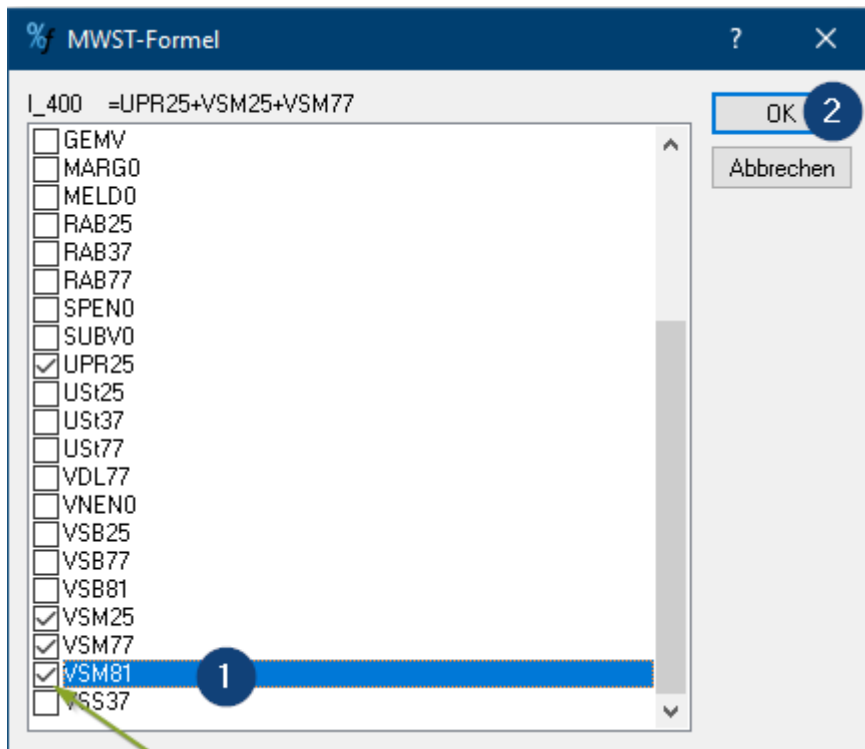 MWST-Formel ?
I_400 =UPR25+VSM25+VSM77
OK 2
Abbrechen
GEMV
MARG0
MELD0
RAB25
RAB37
RAB77
SPEN0
SUBV0
UPR25
USt25
USt37
USt77
VDL77
VNEN0
VSB25
VSB77
VSB81
VSM25
VSM77
VSM81 1
VSS37